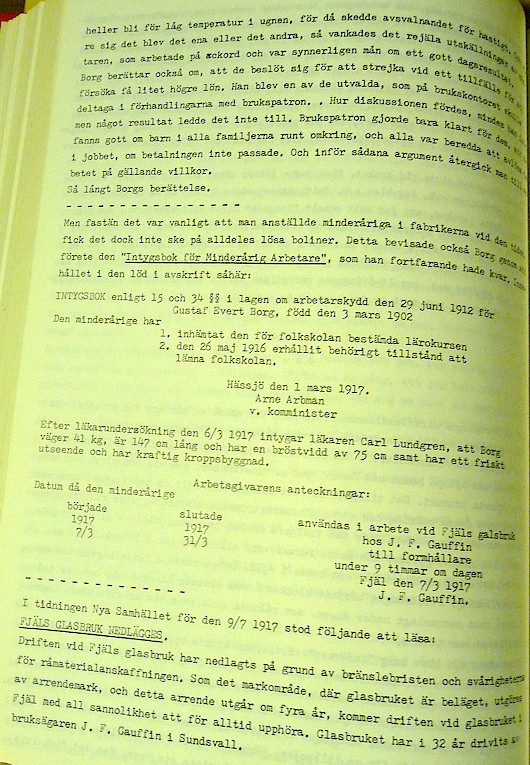 heller bli för låg temperatur i ugnen, för då skedde avsvalnandet för hastigt,
re sig det blev det ena eller det andra, så vankades det rejäla utskällningar
taren, som arbetade på ackord och var synnerligen mån om ett gott dagsresultat.
Borg berättar också om, att de beslöt sig för att strejka vid ett tillfälle för
försöka få litet högre lön. Han blev en av de utvalda, som på brukskontoret skulle
deltaga i förhandlingarna med brukspatron. . Hur diskussionen fördes, mindes han
men något resultat ledde det inte till. Brukspatron gjorde bara klart för dem,
fanns gott om barn i alla familjerna runt omkring, och alla var beredda att avlösa
i jobbet, om betalningen inte passade. Och inför sådana argument återgick man till
betet på gällande villkor.
Så långt Borgs berättelse.
- - - - - - - - - - - - - - - -
Men fastän det var vanligt att man anställde minderåriga i fabrikerna vid den tiden
fick det dock inte ske på alldeles lösa boliner. Detta bevisade också Borg genom att
förete den "Intygsbok för Minderårig Arbetare", som han fortfarande hade kvar. Inne-
hållet i den löd i avskrift såhär:
INTYGSBOK enligt 15 och 34 §§ i lagen om arbetarskydd den 29 juni 1912 för
Gustaf Evert Borg, född den 3 mars 1902
Den minderårige har
1. inhämtat den för folkskolan bestämda lärokursen
2. den 26 maj 1916 erhållit behörigt tillstånd att
lämna folkskolan.
Hässjö den 1 mars 1917.
Arne Arbman
v. komminister
Efter läkarundersökning den 6/3 1917 intygar läkaren Carl Lundgren, att Borg
väger 41 kg, är 147 cm lång och har en bröstvidd av 75 cm samt har ett friskt
utseende och har kraftig kroppsbyggnad.
Arbetsgivarens anteckningar:
Datum då den minderårige
började slutade användas i arbete vid Fjäls galsbruk
1917 1917 hos J. F. Gauffin
7/3 31/3 till formhållare
under 9 timmar om dagen
Fjäl den 7/3 1917
J. F. Gauffin.
- - - - - - - - - - - - - -
I tidningen Nya Samhället för den 9/7 1917 stod följande att läsa:
FJÄLS GLASBRUK NEDLÄGGES.
Driften vid Fjäls glasbruk har nedlagts på grund av bränslebristen och svårigheterna
för råmaterialanskaffningen. Som det markområde, där glasbruket är beläget, utgöres
av arrendemark, och detta arrende utgår om fyra år, kommer driften vid glasbruket i
Fjäl med all sannolikhet att för alltid upphöra. Glasbruket har i 32 år drivits av
bruksägaren J. F. Gauffin i Sundsvall.